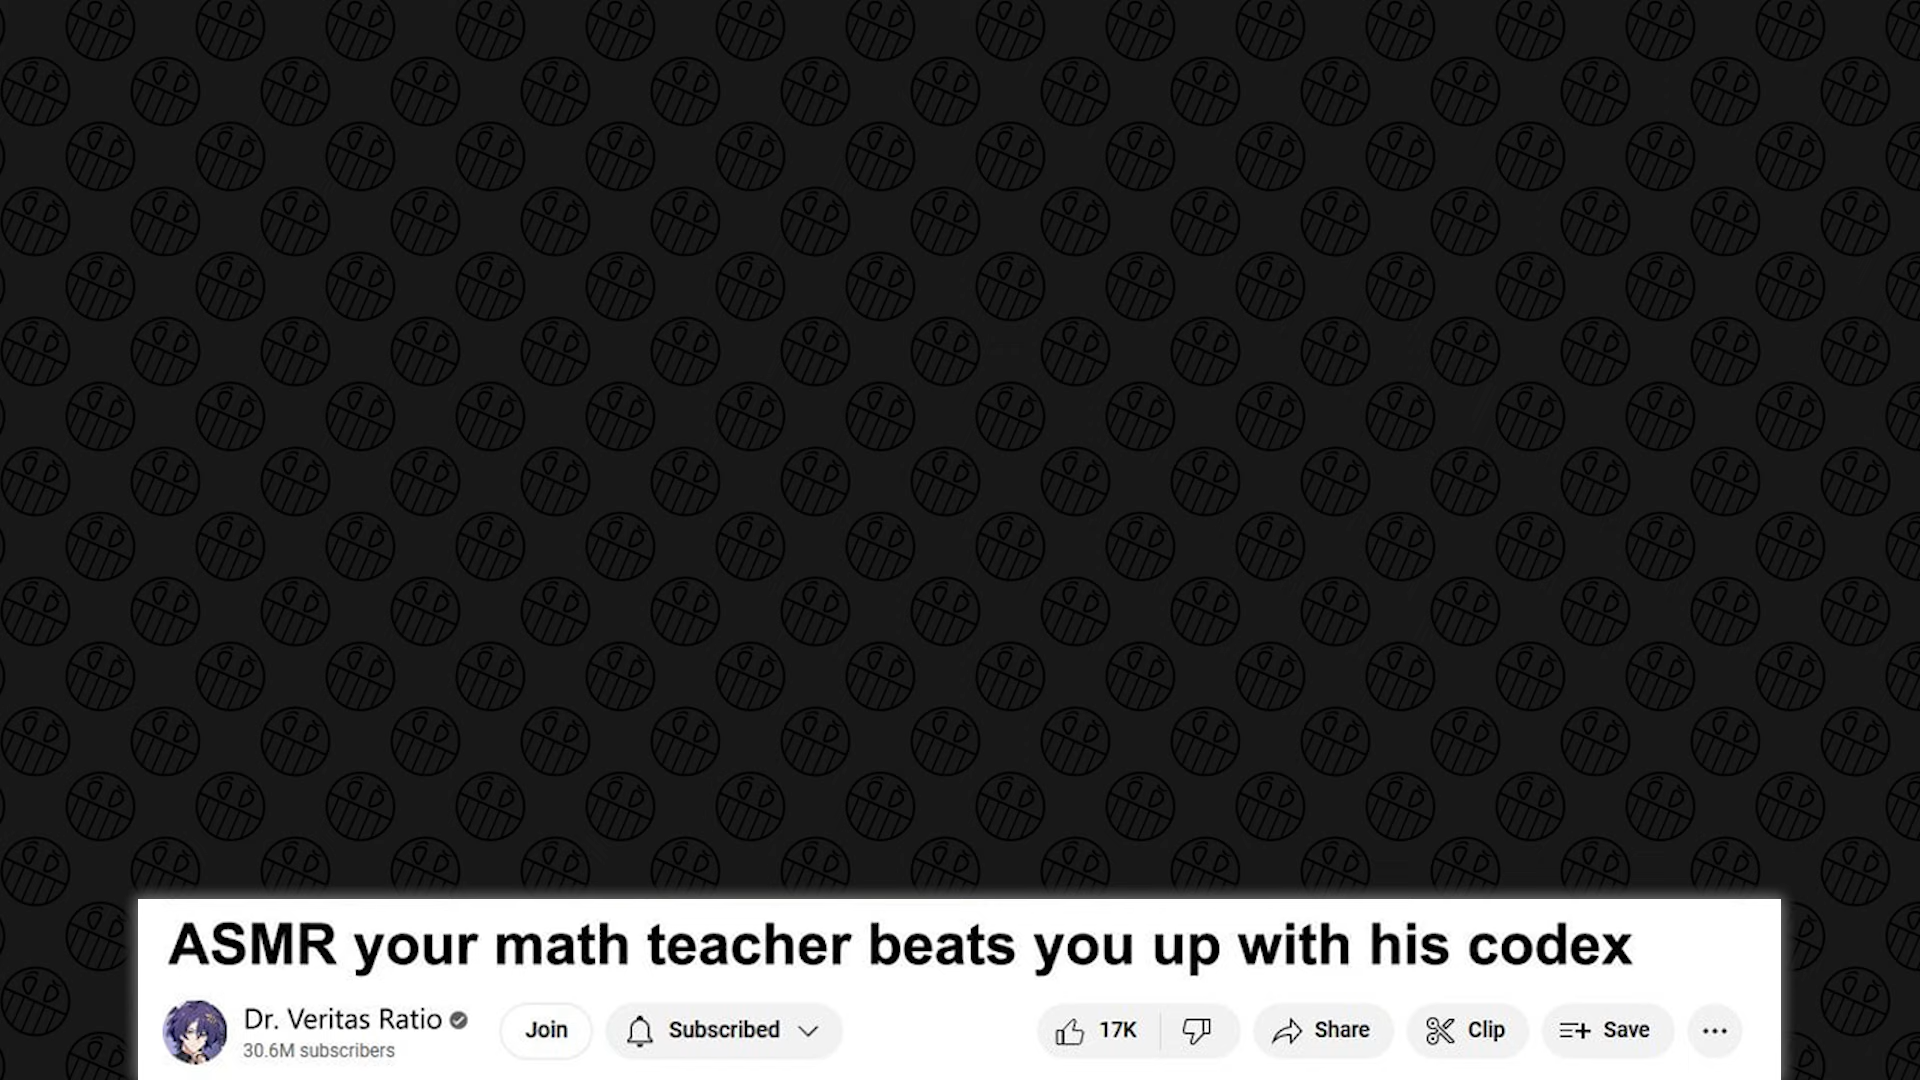 ASMR your math teacher beats you up with his codex
Dr. Veritas Ratio
30.6M subscribers
Join
Subscribed
17K
Share
Clip
Save